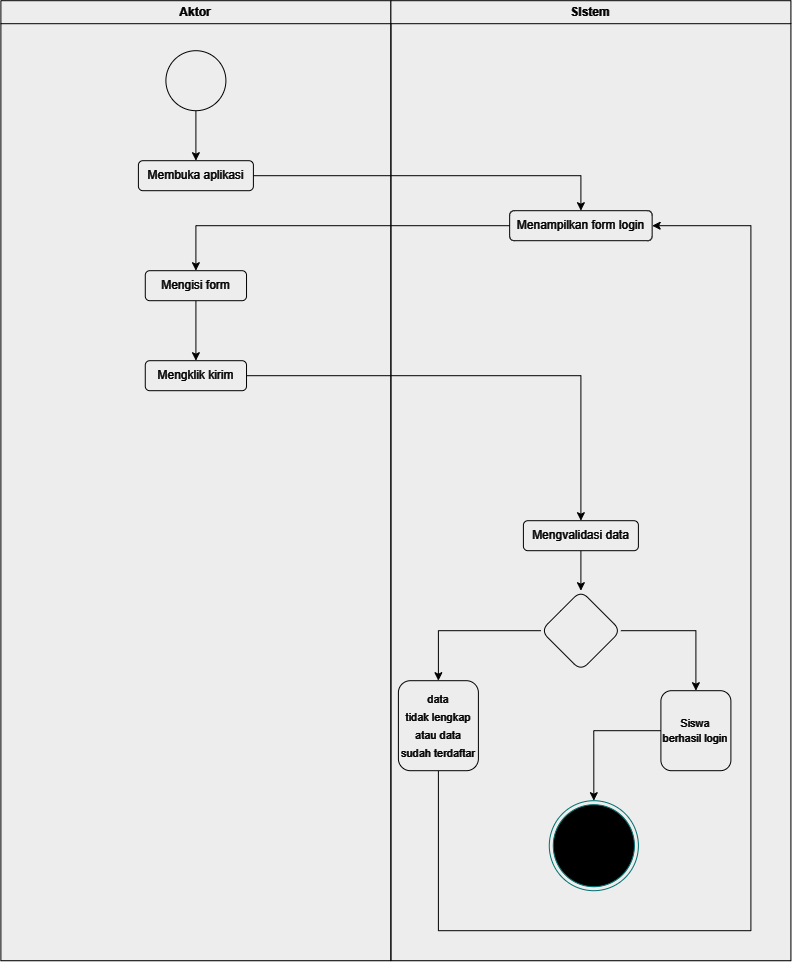 Aktor
Sistem
Membuka aplikasi
Menampilkan form login
Mengisi form
Mengklik kirim
Mengvalidasi data
data
tidak lengkap
atau data
sudah terdaftar
Siswa
berhasil login